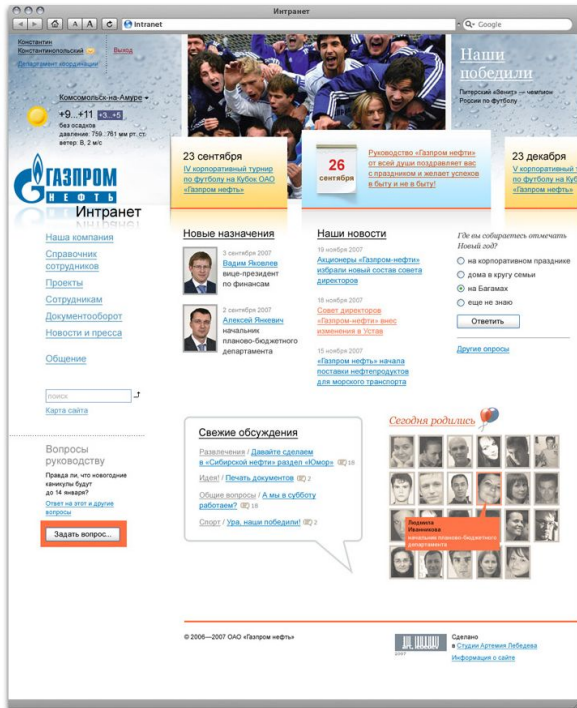 Интранет
A A
Intranet
Google
Константин
Константинопольский
Выход
Департамент координации
Наши
победили
Питерский «Зенит» — чемпион
России по футболу
Комсомольск-на-Амуре
+9...+11 +3...+5
без осадков
давление: 759...761 мм рт. ст.
ветер: В, 2 м/с
23 сентября
IV корпоративный турнир
по футболу на Кубок ОАО
«Газпром нефть»
26
сентября
Руководство «Газпром нефти»
от всей души поздравляет вас
с праздником и желает успехов
в быту и не в быту!
23 декабря
V корпоративный т
по футболу на Куб
«Газпром нефть»
ГАЗПРОМ
НЕФТЬ
Интранет
Наша компания
Справочник
сотрудников
Проекты
Сотрудникам
Документооборот
Новости и пресса
Общение
поиск
Карта сайта
Новые назначения
3 сентября 2007
Вадим Яковлев
вице-президент
по финансам
2 сентября 2007
Алексей Янкевич
начальник
планово-бюджетного
департамента
Наши новости
19 ноября 2007
Акционеры «Газпром-нефти»
избрали новый состав совета
директоров
18 ноября 2007
Совет директоров
«Газпром-нефти» внес
изменения в Устав
15 ноября 2007
«Газпром нефть» начала
поставки нефтепродуктов
для морского транспорта
Где вы собираетесь отмечать
Новый год?
на корпоративном празднике
дома в кругу семьи
на Багамах
еще не знаю
Ответить
Другие опросы
Вопросы
руководству
Правда ли, что новогодние
каникулы будут
до 14 января?
Ответ на этот и другие
вопросы
Задать вопрос...
Свежие обсуждения
Развлечения / Давайте сделаем
в «Сибирской нефти» раздел «Юмор» 18
Идея! / Печать документов 2
Общие вопросы / А мы в субботу
работаем? 18
Спорт / Ура, наши победили! 2
Сегодня родились
Людмила
Иванникова
начальник планово-бюджетного
департамента
© 2006—2007 ОАО «Газпром нефть»
art. lebedev
Сделано
в Студии Артемия Лебедева
Информация о сайте